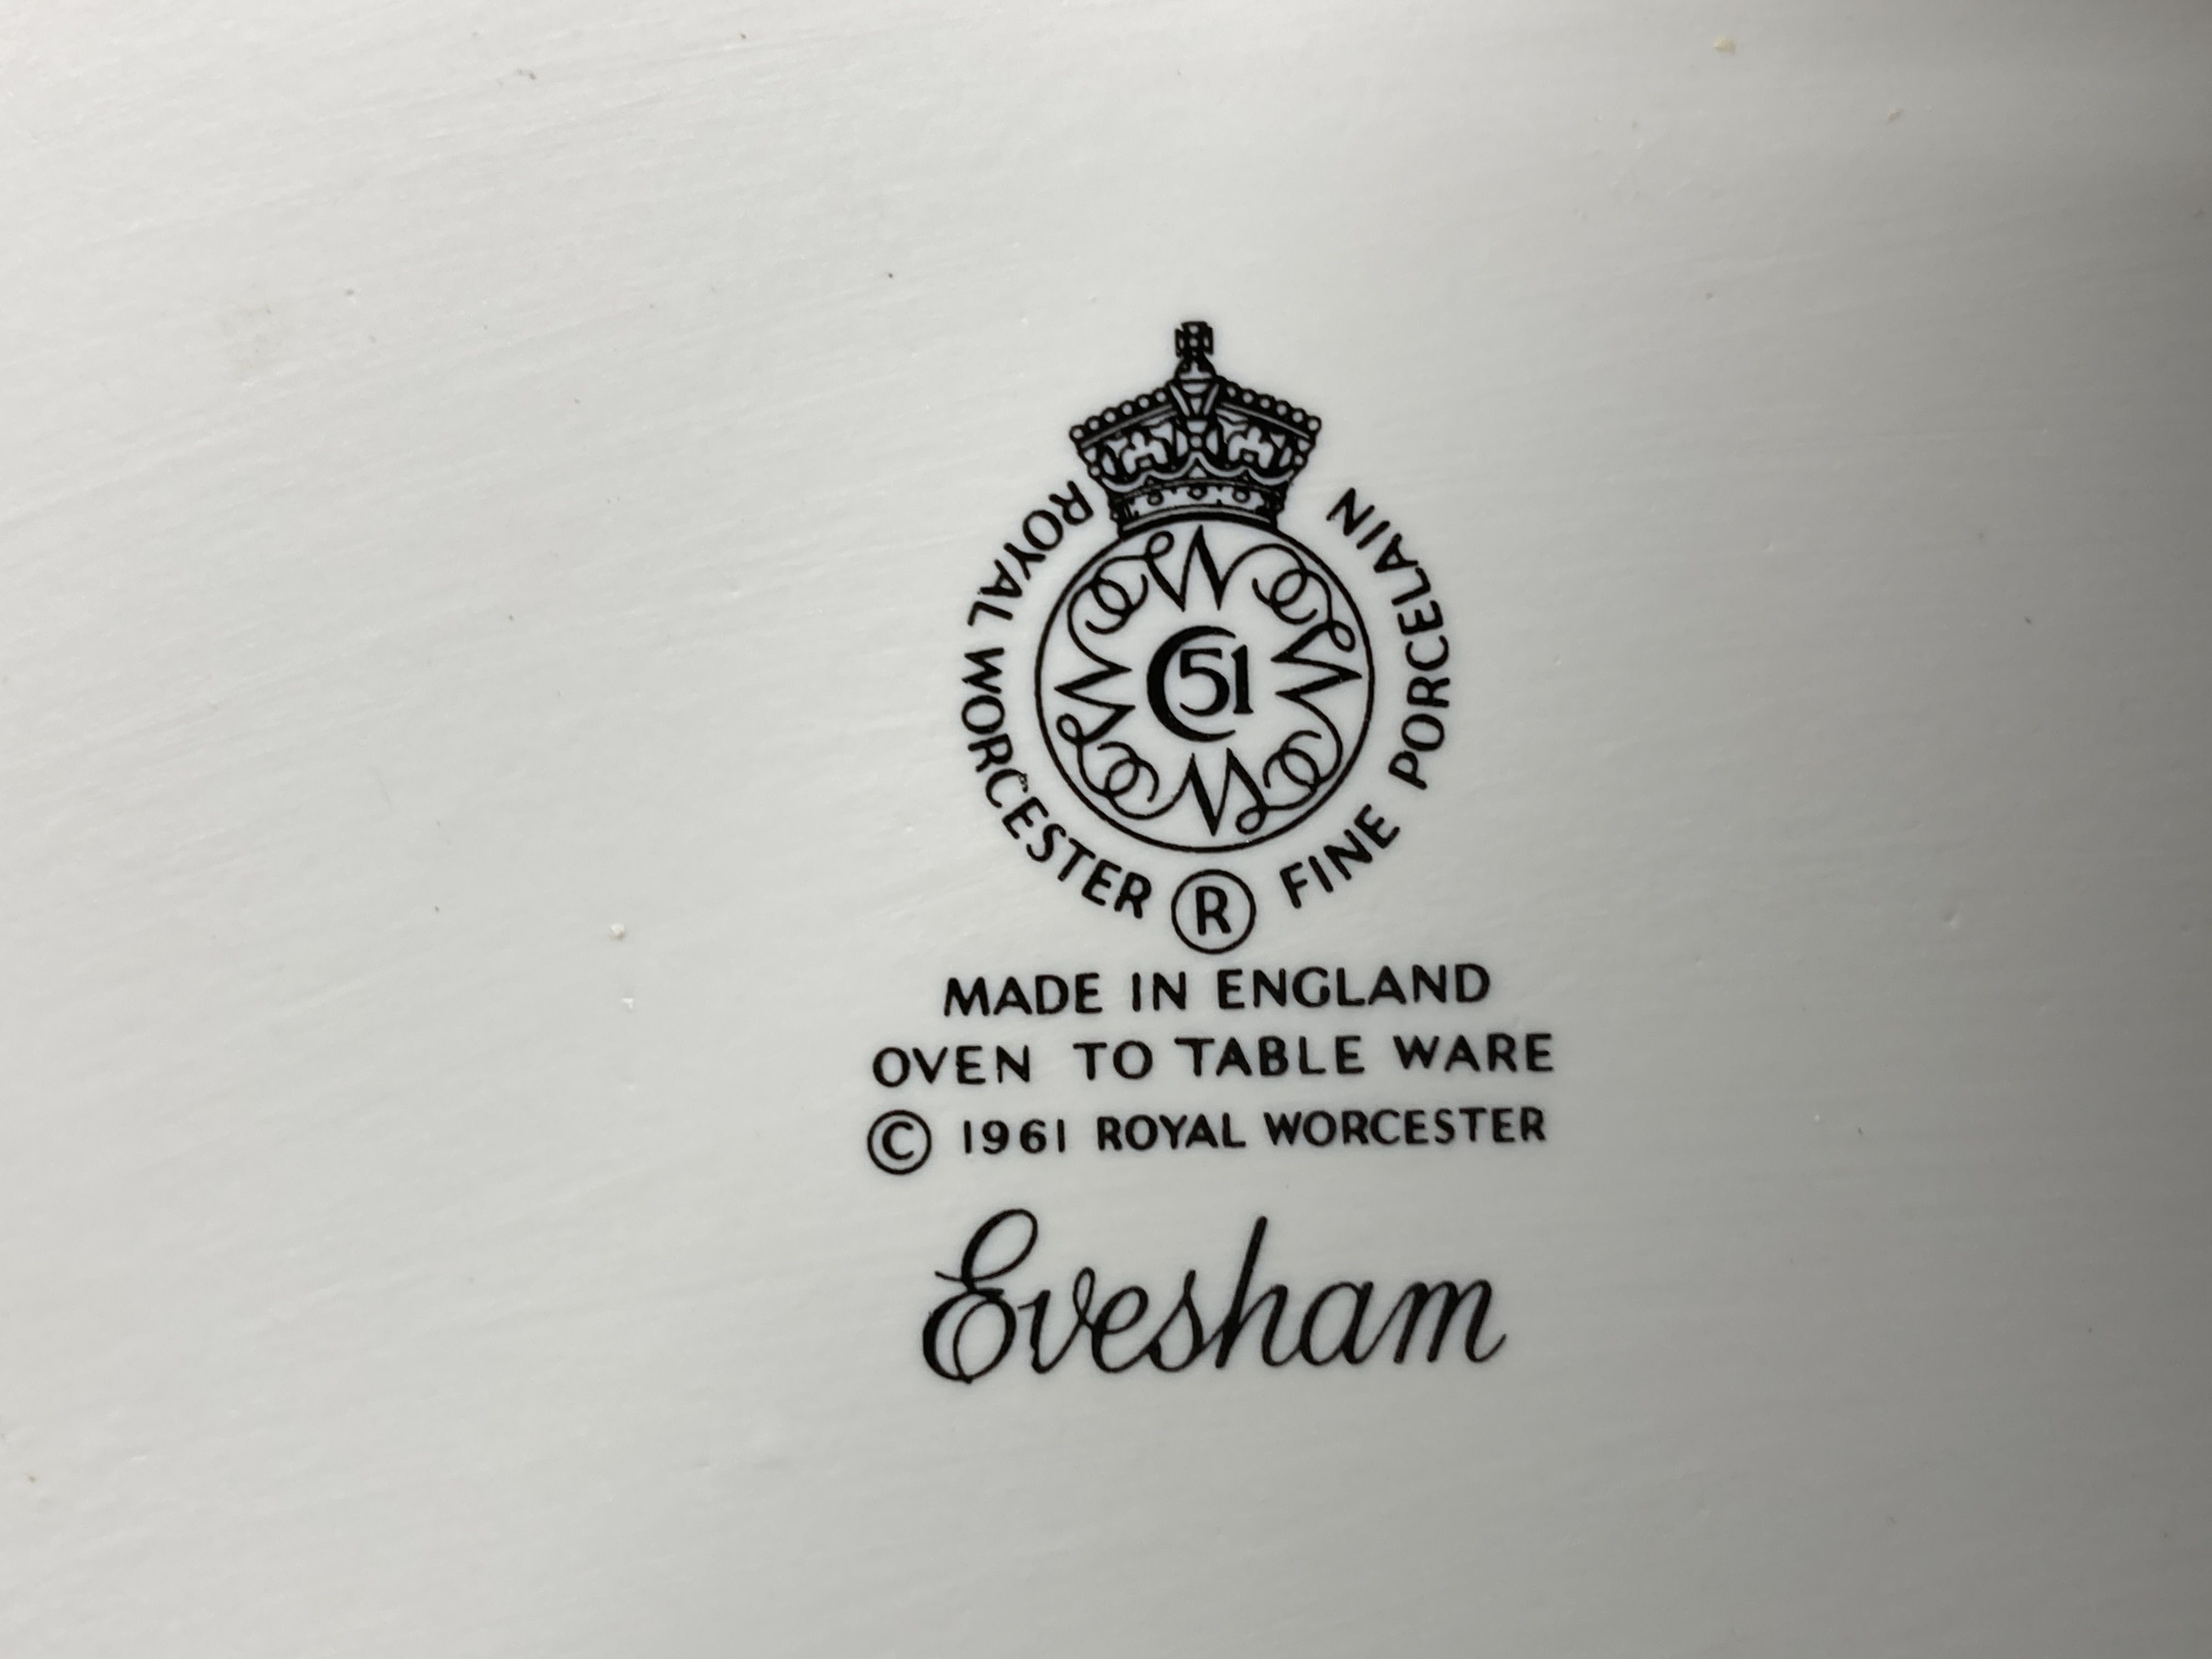 ROYAL WORCESTER ® FINE PORCELAIN
51
MADE IN ENGLAND
OVEN TO TABLE WARE
© 1961 ROYAL WORCESTER
Evesham